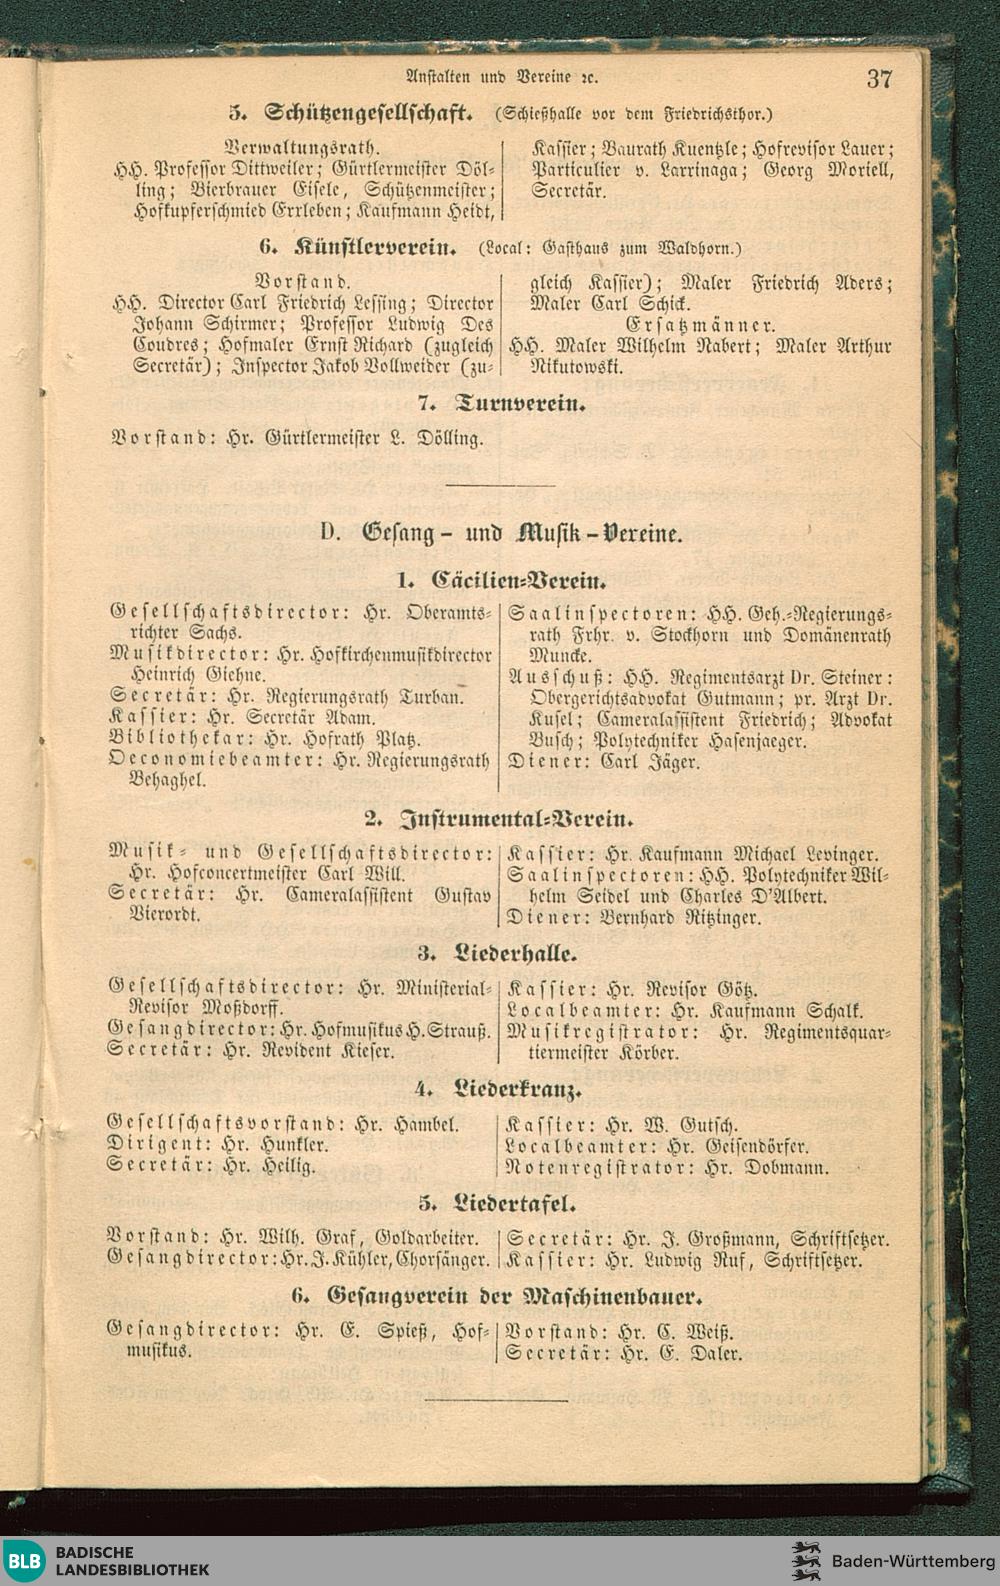 Anstalten und Vereine ꝛc.
37
5. Schützengesellschaft. (Schießhalle vor dem Friedrichsthor.)
Verwaltungsrath.
HH. Professor Dittweiler; Gürtlermeister Döl-
ling; Bierbrauer Eisele, Schützenmeister;
Hofkupferschmied Errleben; Kaufmann Heidt,
Kassier; Baurath Kuentzle; Hofrevisor Lauer;
Particulier v. Larrinaga; Georg Moriell,
Secretär.
6. Künstlerverein. (Local: Gasthaus zum Waldhorn.)
Vorstand.
HH. Director Carl Friedrich Lessing; Director
Johann Schirmer; Professor Ludwig Des
Coudres; Hofmaler Ernst Richard (zugleich
Secretär); Inspector Jakob Vollweider (zu-
gleich Kassier); Maler Friedrich Aders;
Maler Carl Schick.
Ersatzmänner.
HH. Maler Wilhelm Nabert; Maler Arthur
Nikutowski.
7. Turnverein.
Vorstand: Hr. Gürtlermeister L. Dölling.
D. Gesang- und Musik-Vereine.
1. Cäcilien-Verein.
Gesellschaftsdirector: Hr. Oberamts-
richter Sachs.
Musikdirector: Hr. Hofkirchenmusikdirector
Heinrich Giehne.
Secretär: Hr. Regierungsrath Turban.
Kassier: Hr. Secretär Adam.
Bibliothekar: Hr. Hofrath Platz.
Oeconomiebeamter: Hr. Regierungsrath
Behaghel.
Saalinspectoren: HH. Geh.-Regierungs-
rath Frhr. v. Stockhorn und Domänenrath
Muncke.
Ausschuß: HH. Regimentsarzt Dr. Steiner:
Obergerichtsadvokat Gutmann; pr. Arzt Dr.
Kusel; Cameralassistent Friedrich; Advokat
Busch; Polytechniker Hasenjaeger.
Diener: Carl Jäger.
2. Instrumental-Verein.
Musik- und Gesellschaftsdirector:
Hr. Hofconcertmeister Carl Will.
Secretär: Hr. Cameralassistent Gustav
Vierordt.
Kassier: Hr. Kaufmann Michael Levinger.
Saalinspectoren: HH. Polytechniker Wil-
helm Seidel und Charles D'Albert.
Diener: Bernhard Ritzinger.
3. Liederhalle.
Gesellschaftsdirector: Hr. Ministerial-
Revisor Moßdorff.
Gesangdirector: Hr. Hofmusikus H. Strauß.
Secretär: Hr. Revident Kieser.
Kassier: Hr. Revisor Götz.
Localbeamter: Hr. Kaufmann Schalk.
Musikregistrator: Hr. Regimentsquar-
tiermeister Körber.
4. Liederkranz.
Gesellschaftsvorstand: Hr. Hambel.
Dirigent: Hr. Hunkler.
Secretär: Hr. Heilig.
Kassier: Hr. W. Gutsch.
Localbeamter: Hr. Geisendörfer.
Notenregistrator: Hr. Dobmann.
5. Liedertafel.
Vorstand: Hr. Wilh. Graf, Goldarbeiter.
Gesangdirector: Hr. J. Kühler, Chorsänger.
Secretär: Hr. J. Großmann, Schriftsetzer.
Kassier: Hr. Ludwig Ruf, Schriftsetzer.
6. Gesangverein der Maschinenbauer.
Gesangdirector: Hr. E. Spieß, Hof-
musikus.
Vorstand: Hr. C. Weiß.
Secretär: Hr. E. Daler.
BLB BADISCHE
LANDESBIBLIOTHEK
Baden-Württemberg